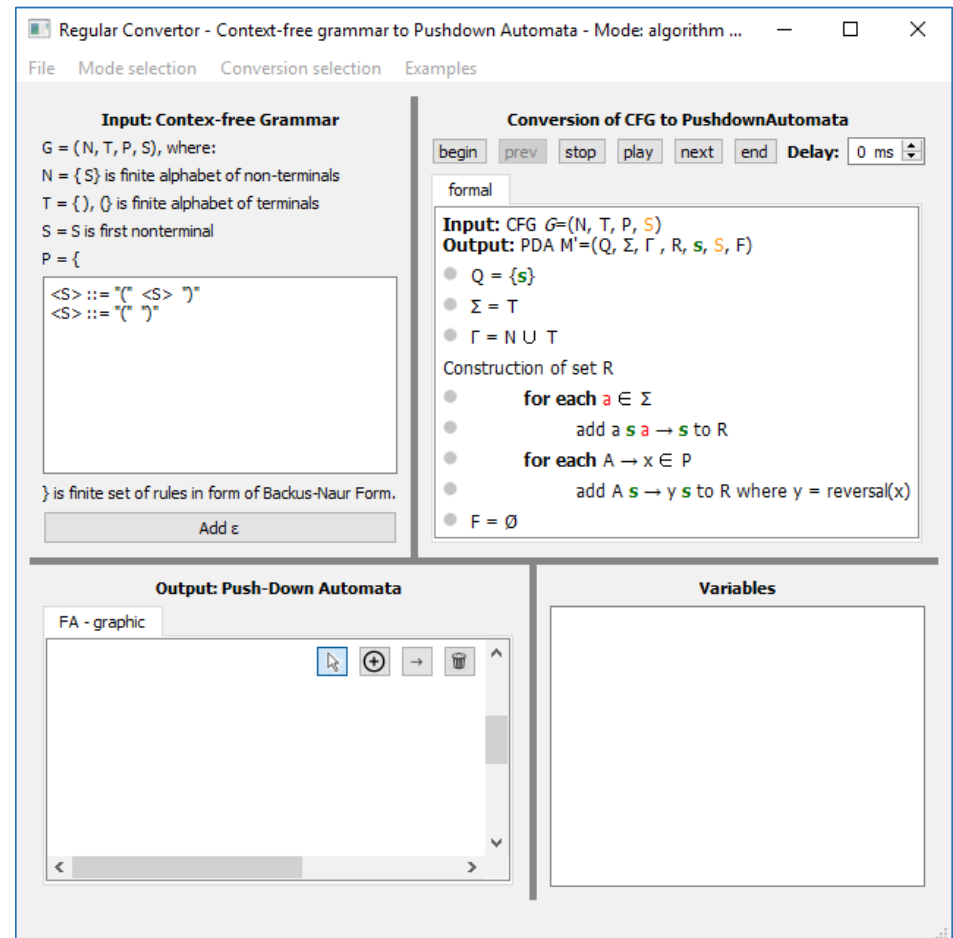 Regular Convertor - Context-free grammar to Pushdown Automata - Mode: algorithm ...
File Mode selection Conversion selection Examples
Input: Contex-free Grammar
G = (N, T, P, S), where:
N = { S} is finite alphabet of non-terminals
T = { ), (} is finite alphabet of terminals
S = S is first nonterminal
P = {
<S> ::= "(" <S> ")"
<S> ::= "(" ")"
} is finite set of rules in form of Backus-Naur Form.
Add ε
Conversion of CFG to PushdownAutomata
begin prev stop play next end Delay: 0 ms
formal
Input: CFG G=(N, T, P, S)
Output: PDA M'=(Q, Σ, Γ , R, s, S, F)
Q = {s}
Σ = T
Γ = N ∪ T
Construction of set R
for each a ∈ Σ
add a s a → s to R
for each A → x ∈ P
add A s → y s to R where y = reversal(x)
F = Ø
Output: Push-Down Automata
FA - graphic
Variables